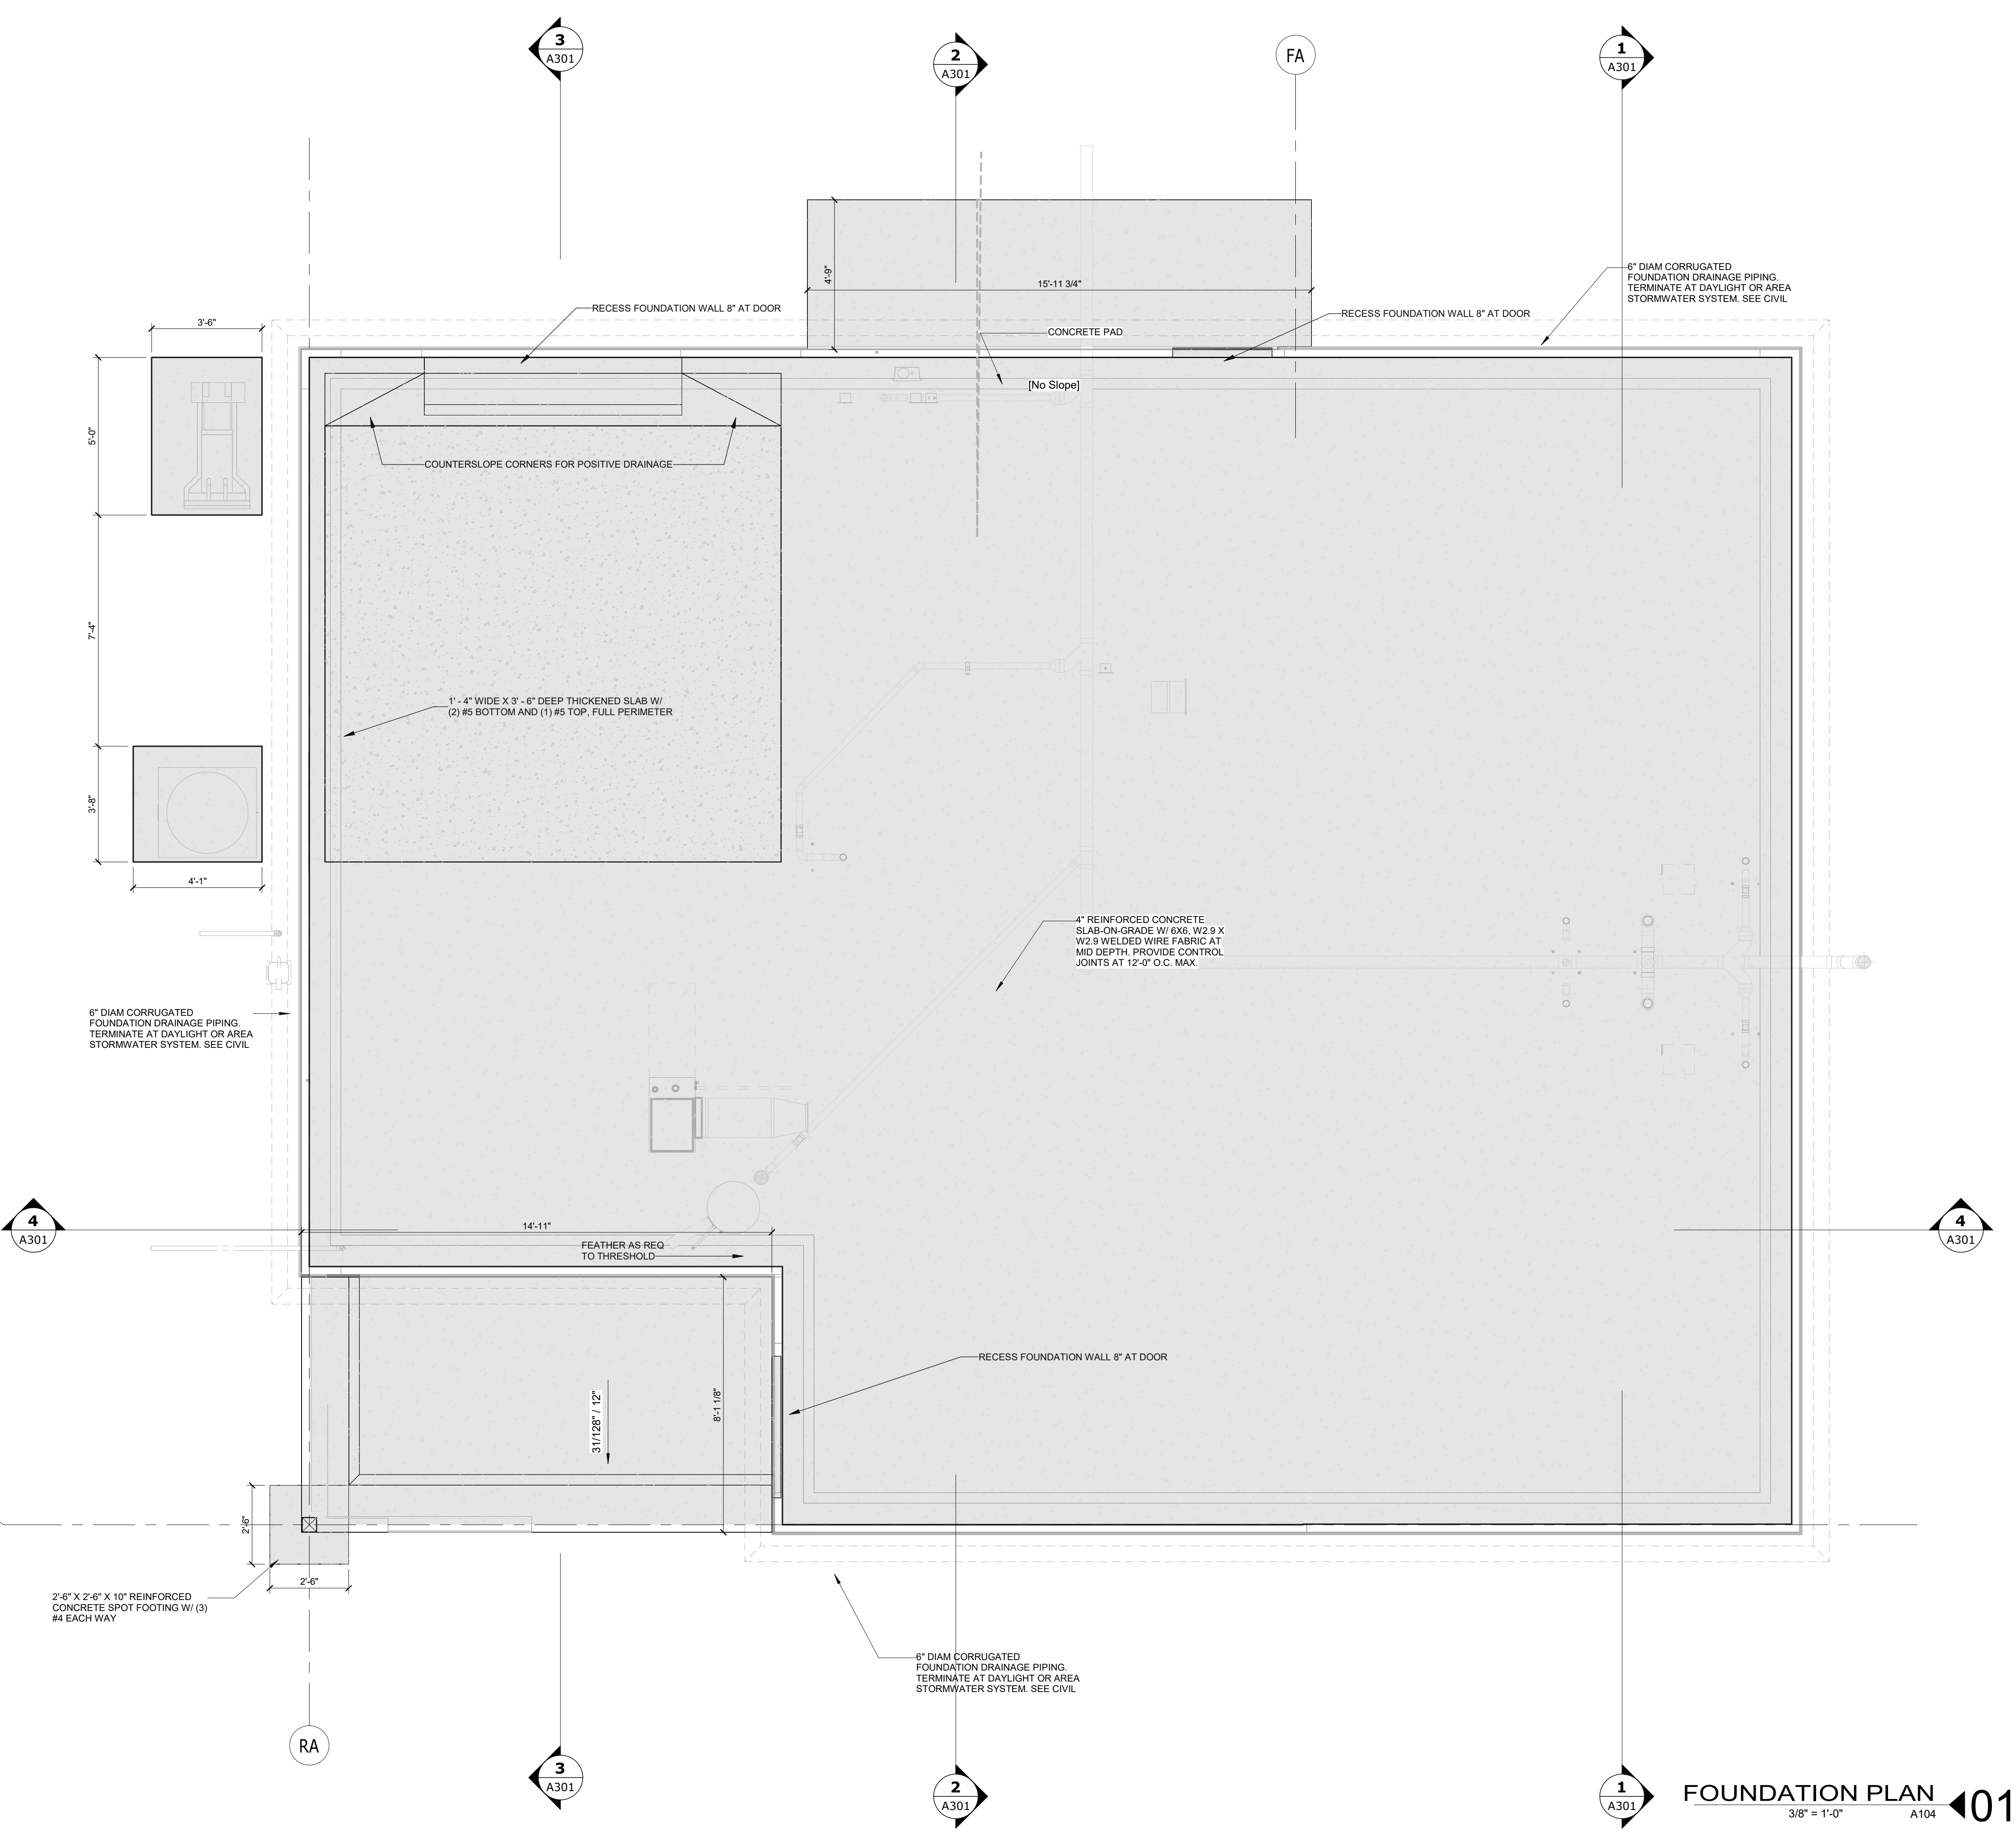 3
A301
2
A301
FA
1
A301
6" DIAM CORRUGATED
FOUNDATION DRAINAGE PIPING.
TERMINATE AT DAYLIGHT OR AREA
STORMWATER SYSTEM. SEE CIVIL
4'-9"
15'-11 3/4"
RECESS FOUNDATION WALL 8" AT DOOR
RECESS FOUNDATION WALL 8" AT DOOR
3'-6"
CONCRETE PAD
[No Slope]
5'-0"
COUNTERSLOPE CORNERS FOR POSITIVE DRAINAGE
7'-4"
1' - 4" WIDE X 3' - 6" DEEP THICKENED SLAB W/
(2) #5 BOTTOM AND (1) #5 TOP, FULL PERIMETER
3'-8"
4'-1"
4" REINFORCED CONCRETE
SLAB-ON-GRADE W/ 6X6, W2.9 X
W2.9 WELDED WIRE FABRIC AT
MID DEPTH. PROVIDE CONTROL
JOINTS AT 12'-0" O.C. MAX.
6" DIAM CORRUGATED
FOUNDATION DRAINAGE PIPING.
TERMINATE AT DAYLIGHT OR AREA
STORMWATER SYSTEM. SEE CIVIL
4
A301
14'-11"
4
A301
FEATHER AS REQ
TO THRESHOLD
RECESS FOUNDATION WALL 8" AT DOOR
31/128" / 12"
8'-1 1/8"
2'-6"
2'-6"
2'-6" X 2'-6" X 10" REINFORCED
CONCRETE SPOT FOOTING W/ (3)
#4 EACH WAY
6" DIAM CORRUGATED
FOUNDATION DRAINAGE PIPING.
TERMINATE AT DAYLIGHT OR AREA
STORMWATER SYSTEM. SEE CIVIL
RA
3
A301
2
A301
1
A301
FOUNDATION PLAN
3/8" = 1'-0"
A104
01